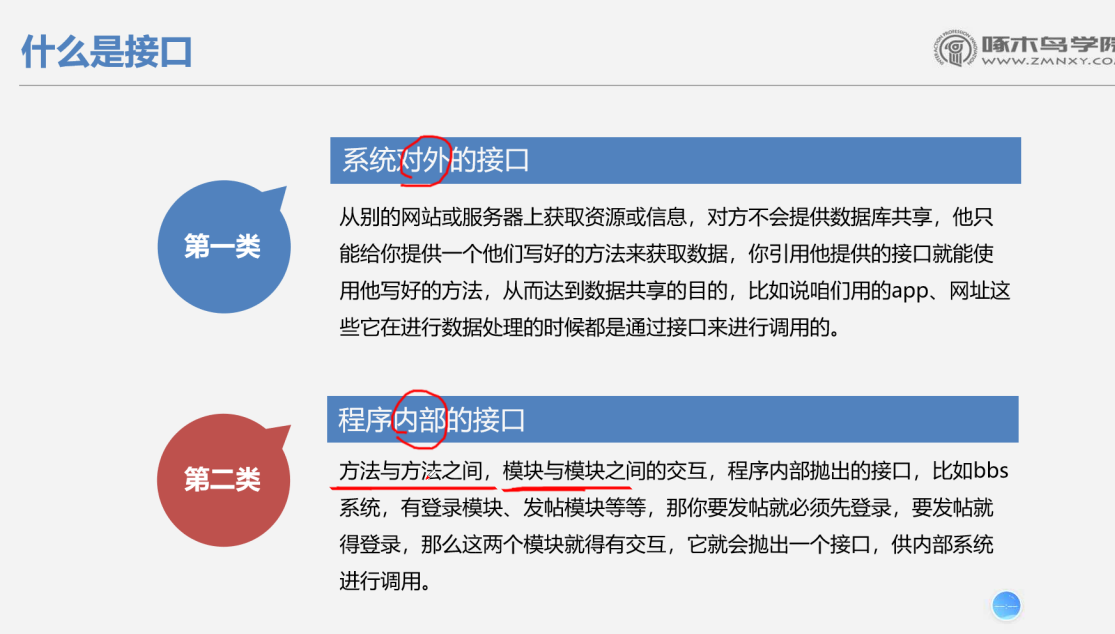 什么是接口
啄木鸟学院
WWW.ZMNXY.CO
系统对外的接口
第一类
从别的网站或服务器上获取资源或信息，对方不会提供数据库共享，他只
能给你提供一个他们写好的方法来获取数据，你引用他提供的接口就能使
用他写好的方法，从而达到数据共享的目的，比如说咱们用的app、网址这
些它在进行数据处理的时候都是通过接口来进行调用的。
程序内部的接口
第二类
方法与方法之间，模块与模块之间的交互，程序内部抛出的接口，比如bbs
系统，有登录模块、发帖模块等等，那你要发帖就必须先登录，要发帖就
得登录，那么这两个模块就得有交互，它就会抛出一个接口，供内部系统
进行调用。